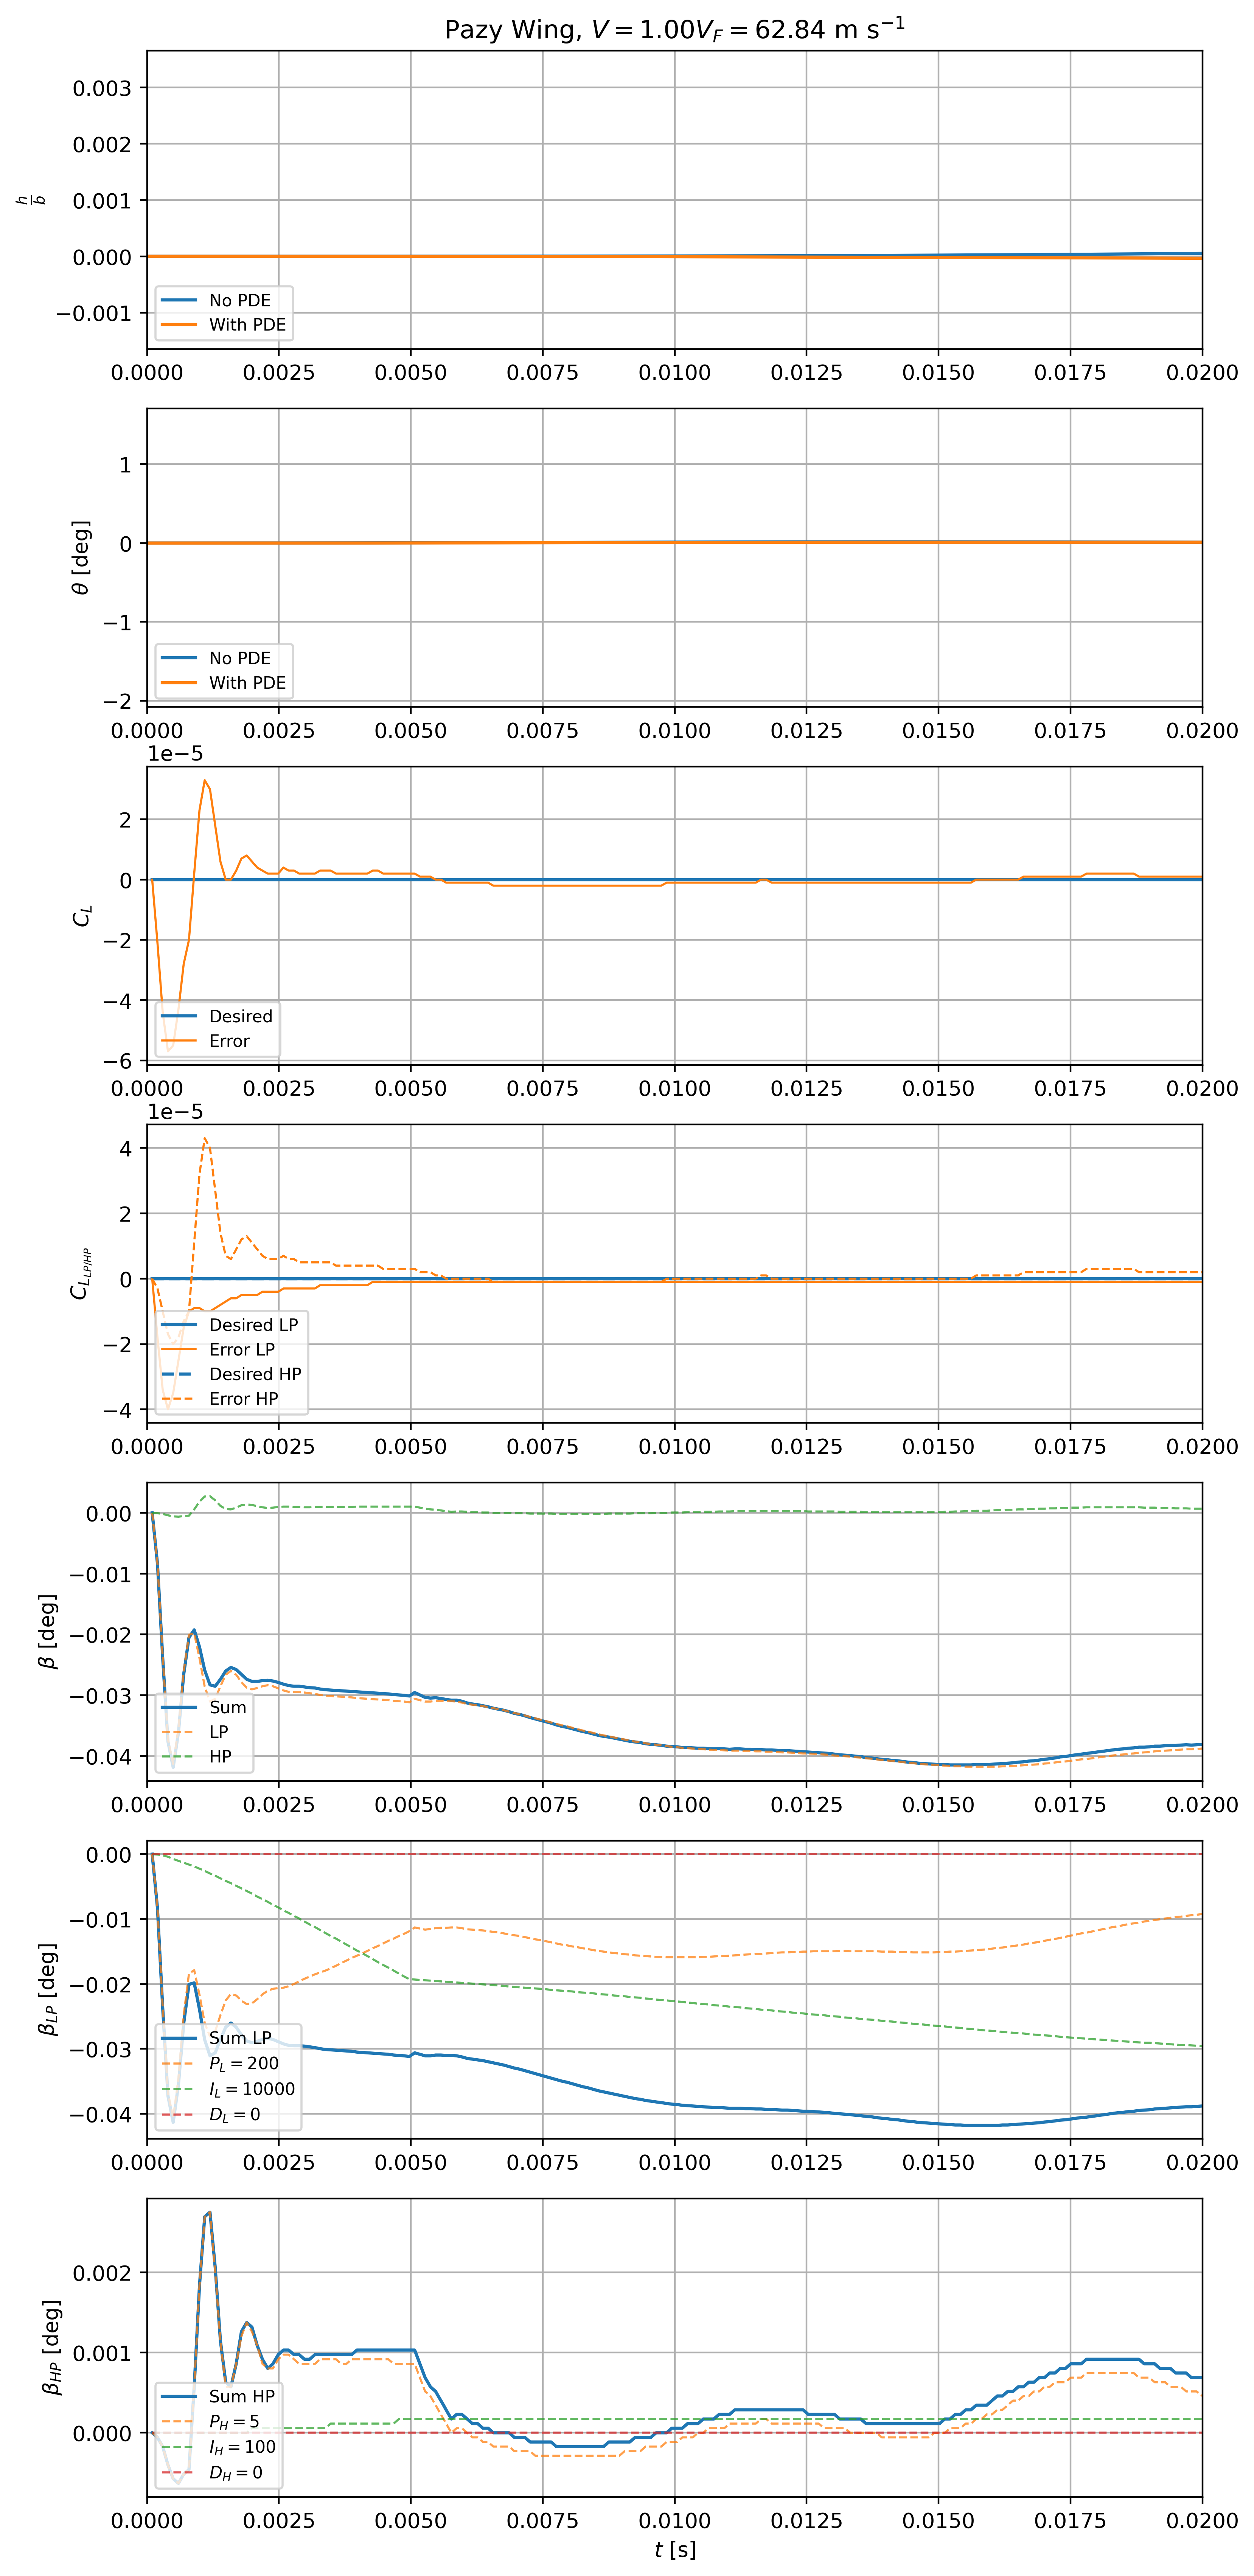 Pazy Wing, V = 1.00V_F = 62.84 m s⁻¹
0.003
0.002
0.001
0.000
−0.001
h/b
No PDE
With PDE
0.0000 0.0025 0.0050 0.0075 0.0100 0.0125 0.0150 0.0175 0.0200
1
0
−1
−2
θ [deg]
No PDE
With PDE
0.0000 0.0025 0.0050 0.0075 0.0100 0.0125 0.0150 0.0175 0.0200
1e−5
2
0
−2
−4
−6
C_L
Desired
Error
0.0000 0.0025 0.0050 0.0075 0.0100 0.0125 0.0150 0.0175 0.0200
1e−5
4
2
0
−2
−4
C_{L_{LP/HP}}
Desired LP
Error LP
Desired HP
Error HP
0.0000 0.0025 0.0050 0.0075 0.0100 0.0125 0.0150 0.0175 0.0200
0.00
−0.01
−0.02
−0.03
−0.04
β [deg]
Sum
LP
HP
0.0000 0.0025 0.0050 0.0075 0.0100 0.0125 0.0150 0.0175 0.0200
0.00
−0.01
−0.02
−0.03
−0.04
β_{LP} [deg]
Sum LP
P_L = 200
I_L = 10000
D_L = 0
0.0000 0.0025 0.0050 0.0075 0.0100 0.0125 0.0150 0.0175 0.0200
0.002
0.001
0.000
β_{HP} [deg]
Sum HP
P_H = 5
I_H = 100
D_H = 0
0.0000 0.0025 0.0050 0.0075 0.0100 0.0125 0.0150 0.0175 0.0200
t [s]